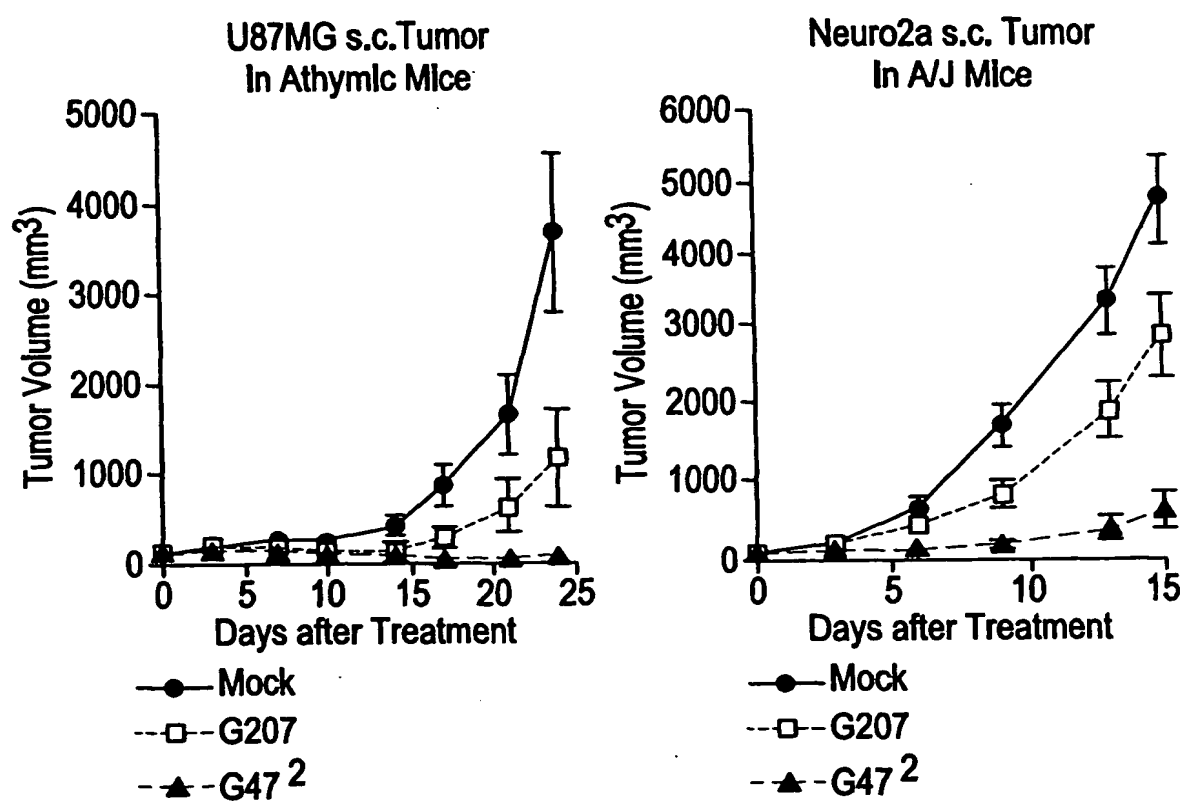 U87MG s.c.Tumor
In Athymic Mice
5000
4000
3000
2000
1000
0
Tumor Volume (mm3)
0 5 10 15 20 25
Days after Treatment
Mock
G207
G47 2
Neuro2a s.c. Tumor
In A/J Mice
6000
5000
4000
3000
2000
1000
0
Tumor Volume (mm3)
0 5 10 15
Days after Treatment
Mock
G207
G47 2